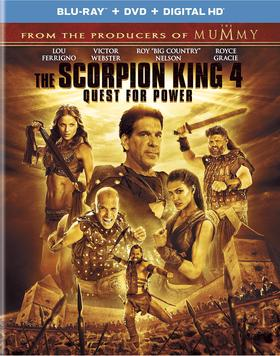 BLU-RAY + DVD + DIGITAL HD
FROM THE PRODUCERS OF THE MUMMY
LOU FERRIGNO
VICTOR WEBSTER
ROY "BIG COUNTRY" NELSON
ROYCE GRACIE
THE SCORPION KING 4
QUEST FOR POWER